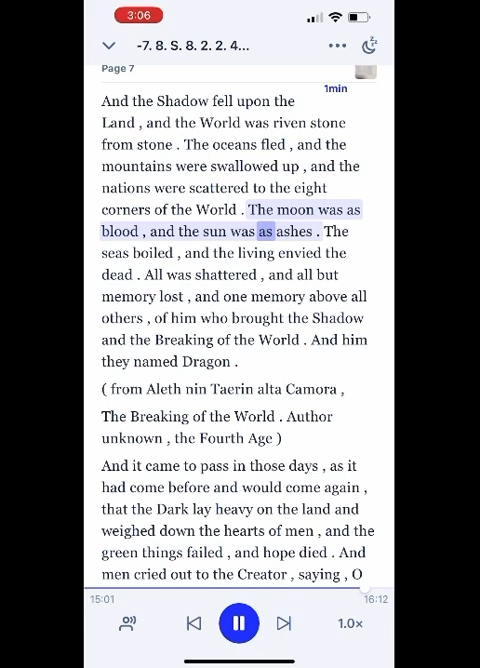 3:06
-7. 8. S. 8. 2. 2. 4...
Page 7
1min
And the Shadow fell upon the
Land , and the World was riven stone
from stone . The oceans fled , and the
mountains were swallowed up , and the
nations were scattered to the eight
corners of the World . The moon was as
blood , and the sun was as ashes . The
seas boiled , and the living envied the
dead . All was shattered , and all but
memory lost , and one memory above all
others , of him who brought the Shadow
and the Breaking of the World . And him
they named Dragon .
( from Aleth nin Taerin alta Camora ,
The Breaking of the World . Author
unknown , the Fourth Age )
And it came to pass in those days , as it
had come before and would come again ,
that the Dark lay heavy on the land and
weighed down the hearts of men , and the
green things failed , and hope died . And
men cried out to the Creator , saying , O
15:01 16:12
1.0×